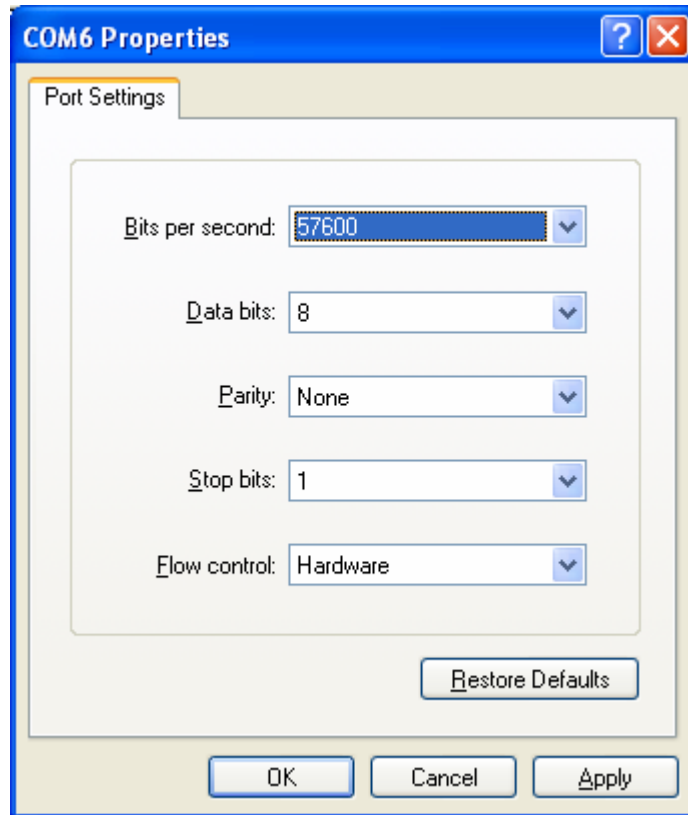 COM6 Properties
Port Settings
Bits per second: 57600
Data bits: 8
Parity: None
Stop bits: 1
Flow control: Hardware
Restore Defaults
OK Cancel Apply